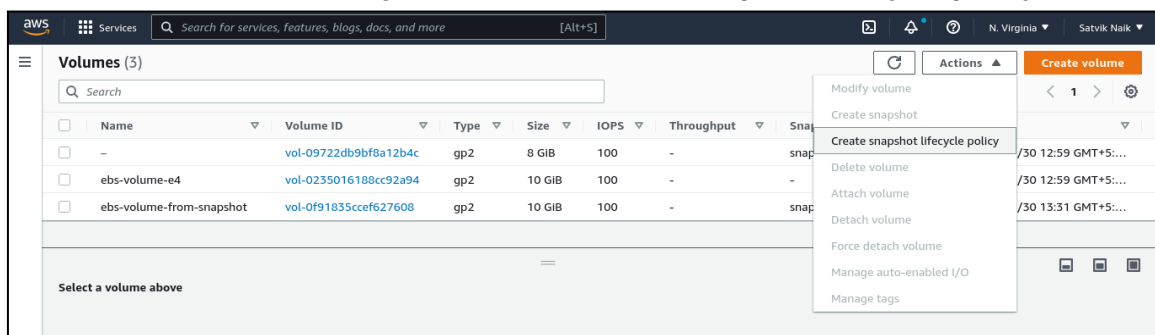 aws Services Search for services, features, blogs, docs, and more [Alt+S] N. Virginia ▼ Satvik Naik ▼
Volumes (3) Actions ▲ Create volume
Search 1
Name Volume ID Type Size IOPS Throughput Snap
– vol-09722db9bf8a12b4c gp2 8 GiB 100 - snap /30 12:59 GMT+5:...
ebs-volume-e4 vol-0235016188cc92a94 gp2 10 GiB 100 - - /30 12:59 GMT+5:...
ebs-volume-from-snapshot vol-0f91835ccef627608 gp2 10 GiB 100 - snap /30 13:31 GMT+5:...
Modify volume
Create snapshot
Create snapshot lifecycle policy
Delete volume
Attach volume
Detach volume
Force detach volume
Manage auto-enabled I/O
Manage tags
Select a volume above